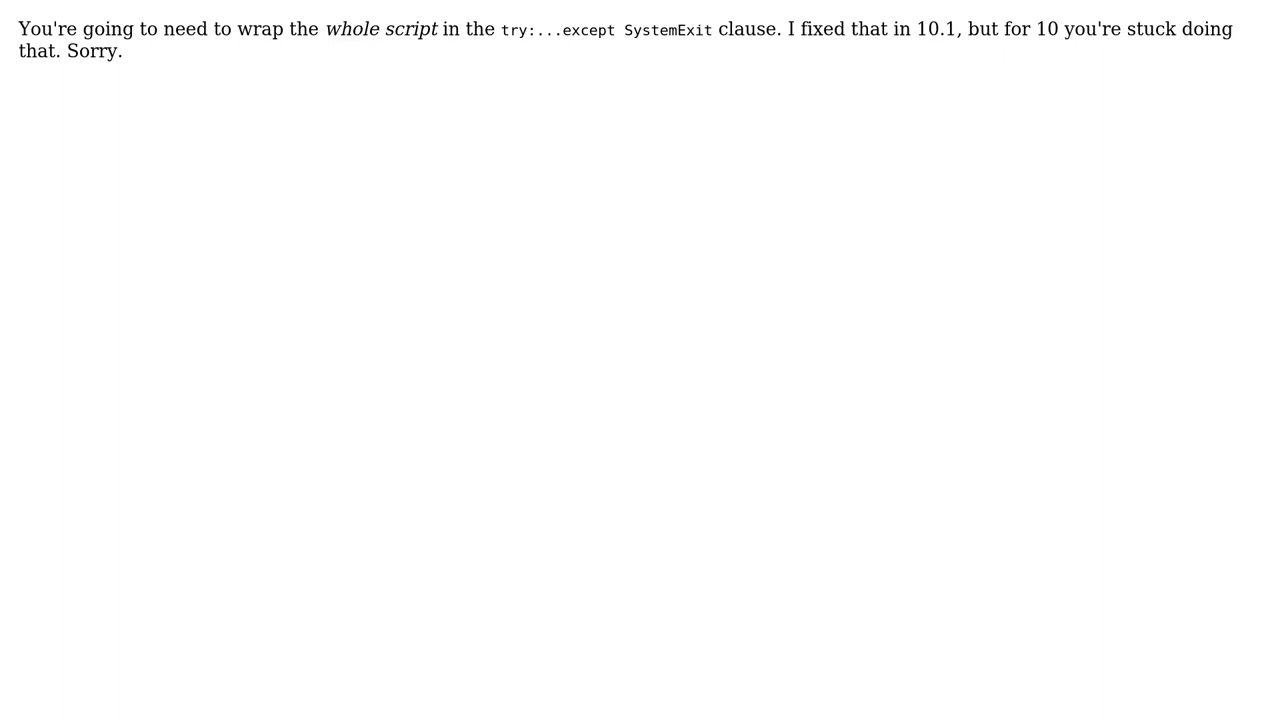 You're going to need to wrap the whole script in the try:...except SystemExit clause. I fixed that in 10.1, but for 10 you're stuck doing
that. Sorry.